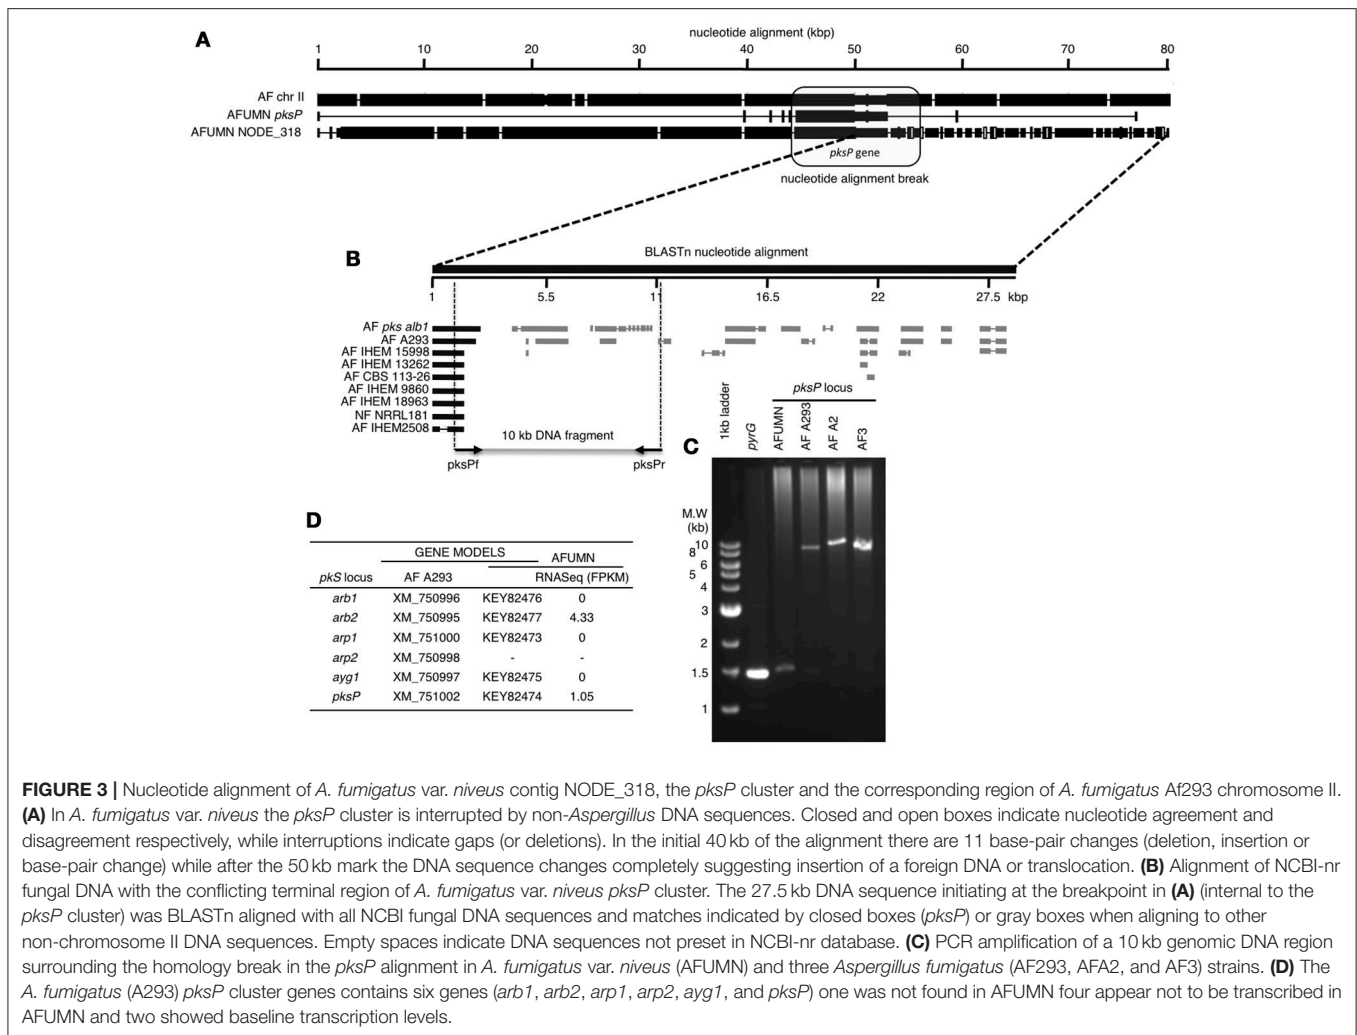 A
nucleotide alignment (kbp)
1 10 20 30 40 50 60 70 80
AF chr II
AFUMN pksP
AFUMN NODE_318
pksP gene
nucleotide alignment break
B
BLASTn nucleotide alignment
1 5.5 11 16.5 22 27.5 kbp
AF pks alb1
AF A293
AF IHEM 15998
AF IHEM 13262
AF CBS 113-26
AF IHEM 9860
AF IHEM 18963
NF NRRL181
AF IHEM2508
10 kb DNA fragment
pksPf pksPr
C
pksP locus
1kb ladder
pyrG
AFUMN
AF A293
AF A2
AF3
M.W
(kb)
10
8
6
5
4
3
2
1.5
1
D
GENE MODELS AFUMN
pkS locus AF A293 RNASeq (FPKM)
arb1 XM_750996 KEY82476 0
arb2 XM_750995 KEY82477 4.33
arp1 XM_751000 KEY82473 0
arp2 XM_750998 - -
ayg1 XM_750997 KEY82475 0
pksP XM_751002 KEY82474 1.05
FIGURE 3 | Nucleotide alignment of A. fumigatus var. niveus contig NODE_318, the pksP cluster and the corresponding region of A. fumigatus Af293 chromosome II.
(A) In A. fumigatus var. niveus the pksP cluster is interrupted by non-Aspergillus DNA sequences. Closed and open boxes indicate nucleotide agreement and
disagreement respectively, while interruptions indicate gaps (or deletions). In the initial 40 kb of the alignment there are 11 base-pair changes (deletion, insertion or
base-pair change) while after the 50 kb mark the DNA sequence changes completely suggesting insertion of a foreign DNA or translocation. (B) Alignment of NCBI-nr
fungal DNA with the conflicting terminal region of A. fumigatus var. niveus pksP cluster. The 27.5 kb DNA sequence initiating at the breakpoint in (A) (internal to the
pksP cluster) was BLASTn aligned with all NCBI fungal DNA sequences and matches indicated by closed boxes (pksP) or gray boxes when aligning to other
non-chromosome II DNA sequences. Empty spaces indicate DNA sequences not preset in NCBI-nr database. (C) PCR amplification of a 10 kb genomic DNA region
surrounding the homology break in the pksP alignment in A. fumigatus var. niveus (AFUMN) and three Aspergillus fumigatus (AF293, AFA2, and AF3) strains. (D) The
A. fumigatus (A293) pksP cluster genes contains six genes (arb1, arb2, arp1, arp2, ayg1, and pksP) one was not found in AFUMN four appear not to be transcribed in
AFUMN and two showed baseline transcription levels.